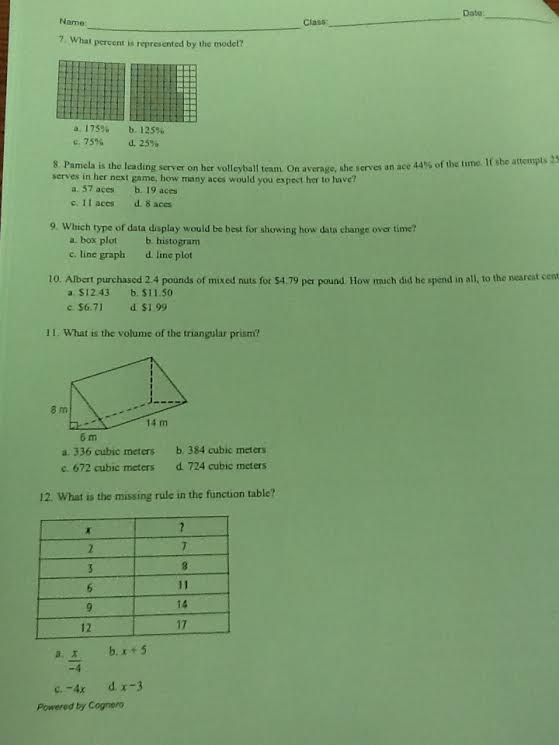 Name:
Class:
Date:
7. What percent is represented by the model?
a. 175% b. 125%
c. 75% d. 25%
8. Pamela is the leading server on her volleyball team. On average, she serves an ace 44% of the time. If she attempts 25
serves in her next game, how many aces would you expect her to have?
a. 57 aces b. 19 aces
c. 11 aces d. 8 aces
9. Which type of data display would be best for showing how data change over time?
a. box plot b. histogram
c. line graph d. line plot
10. Albert purchased 2.4 pounds of mixed nuts for $4.79 per pound. How much did he spend in all, to the nearest cent
a. $12.43 b. $11.50
c. $6.71 d. $1.99
11. What is the volume of the triangular prism?
8 m
14 m
6 m
a. 336 cubic meters b. 384 cubic meters
c. 672 cubic meters d. 724 cubic meters
12. What is the missing rule in the function table?
x ?
2 7
3 8
6 11
9 14
12 17
a. x/-4 b. x + 5
c. -4x d. x - 3
Powered by Cognero